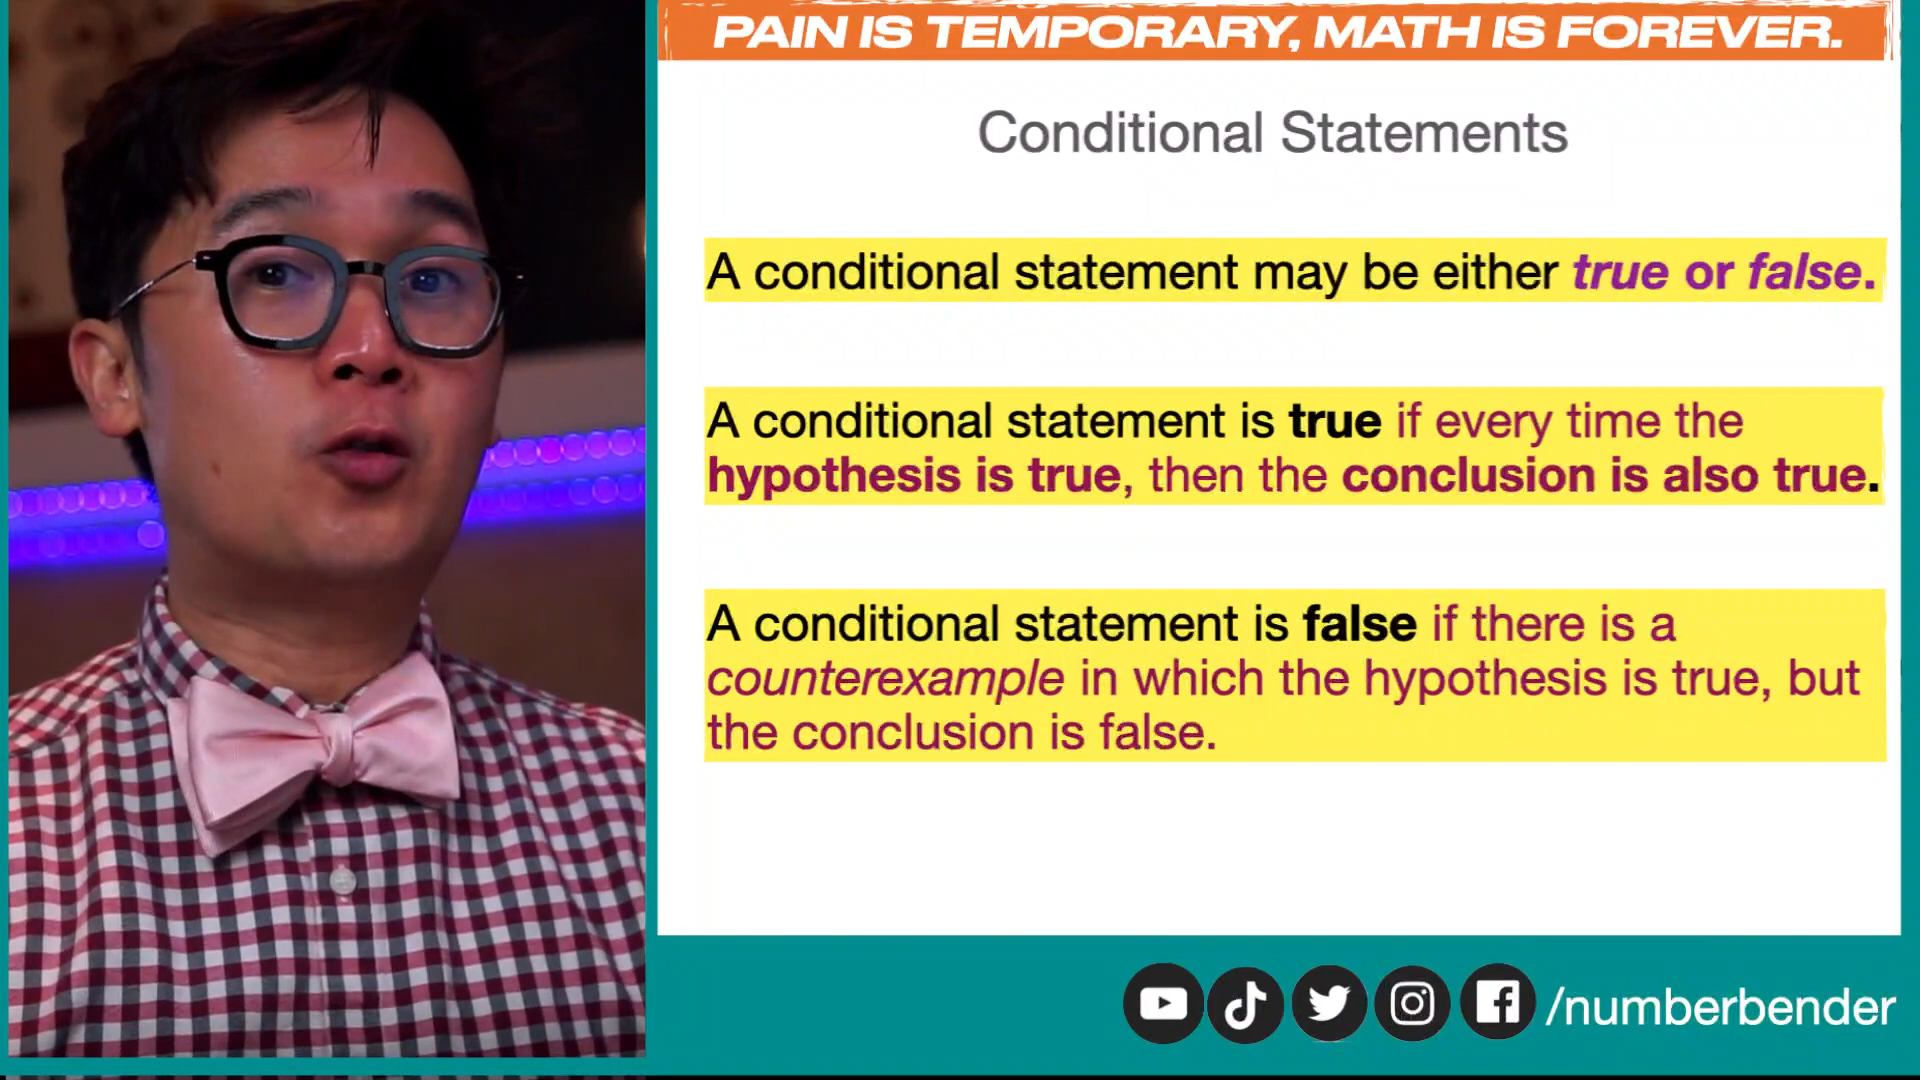 PAIN IS TEMPORARY, MATH IS FOREVER.
Conditional Statements
A conditional statement may be either true or false.
A conditional statement is true if every time the
hypothesis is true, then the conclusion is also true.
A conditional statement is false if there is a
counterexample in which the hypothesis is true, but
the conclusion is false.
/numberbender